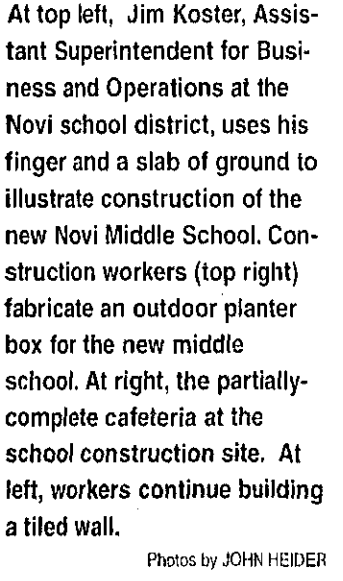 At top left, Jim Koster, Assis-
tant Superintendent for Busi-
ness and Operations at the
Novi school district, uses his
finger and a slab of ground to
illustrate construction of the
new Novi Middle School. Con-
struction workers (top right)
fabricate an outdoor planter
box for the new middle
school. At right, the partially-
complete cafeteria at the
school construction site. At
left, workers continue building
a tiled wall.
Photos by JOHN HEIDER